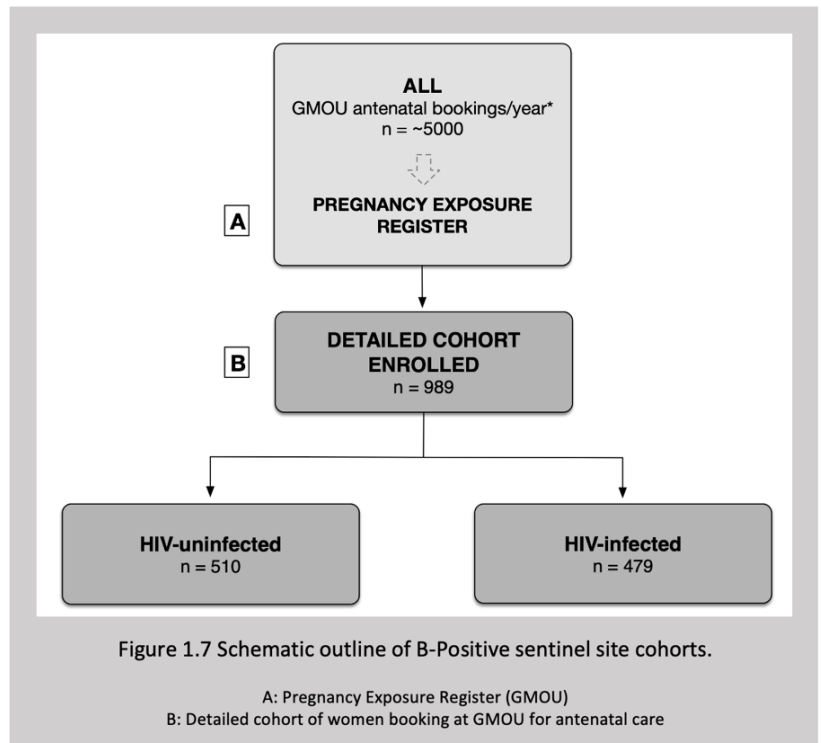 ALL
GMOU antenatal bookings/year*
n = ~5000
PREGNANCY EXPOSURE
REGISTER
A
DETAILED COHORT
ENROLLED
n = 989
B
HIV-uninfected
n = 510
HIV-infected
n = 479
Figure 1.7 Schematic outline of B-Positive sentinel site cohorts.
A: Pregnancy Exposure Register (GMOU)
B: Detailed cohort of women booking at GMOU for antenatal care